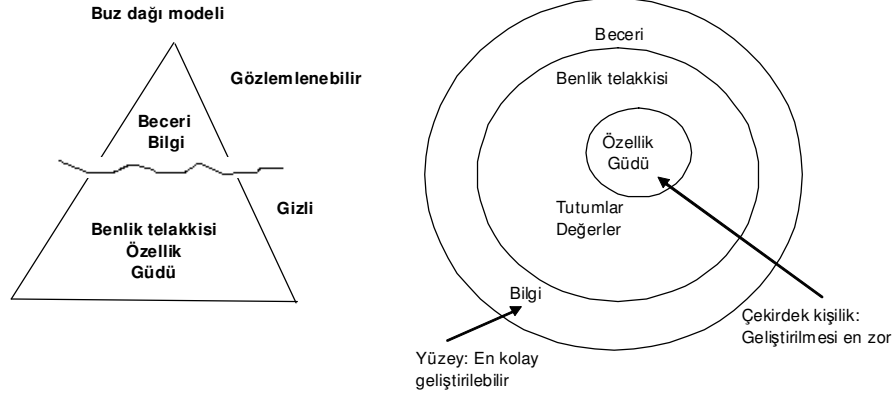 Buz dağı modeli
Gözlemlenebilir
Beceri
Bilgi
Gizli
Benlik telakkisi
Özellik
Güdü
Beceri
Benlik telakkisi
Özellik
Güdü
Tutumlar
Değerler
Bilgi
Çekirdek kişilik:
Geliştirilmesi en zor
Yüzey: En kolay
geliştirilebilir